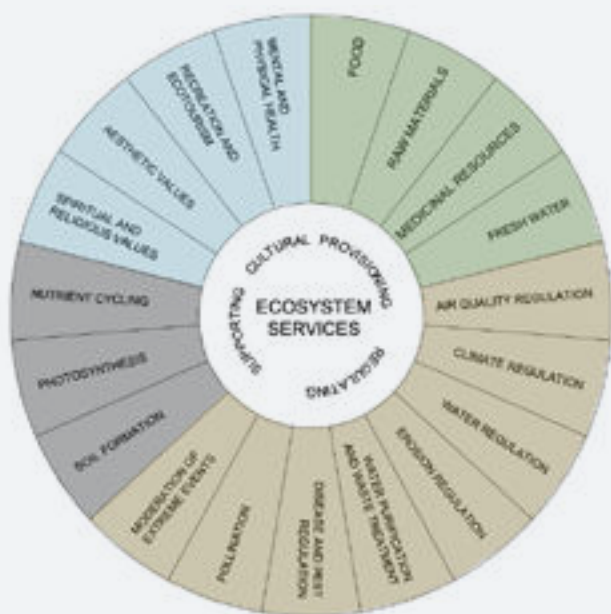 ECOSYSTEM
SERVICES
CULTURAL
PROVISIONING
REGULATING
SUPPORTING
FOOD
RAW MATERIALS
MEDICINAL RESOURCES
FRESH WATER
AIR QUALITY REGULATION
CLIMATE REGULATION
WATER REGULATION
EROSION REGULATION
WATER PURIFICATION
AND WASTE TREATMENT
DISEASE AND PEST
REGULATION
POLLINATION
MODERATION OF
EXTREME EVENTS
SOIL FORMATION
PHOTOSYNTHESIS
NUTRIENT CYCLING
SPIRITUAL AND
RELIGIOUS VALUES
AESTHETIC VALUES
RECREATION AND
ECOTOURISM
MENTAL AND
PHYSICAL HEALTH